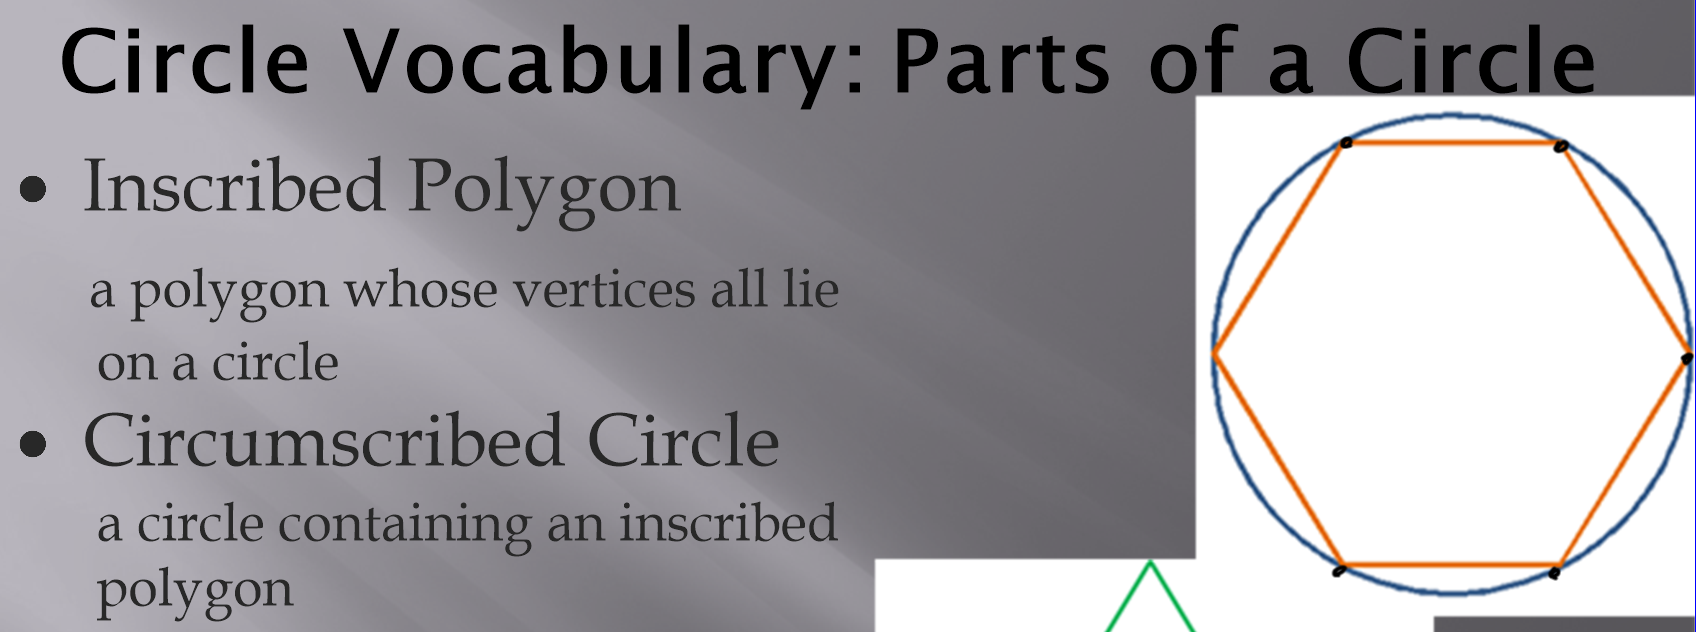 Circle Vocabulary: Parts of a Circle
• Inscribed Polygon
a polygon whose vertices all lie
on a circle
• Circumscribed Circle
a circle containing an inscribed
polygon